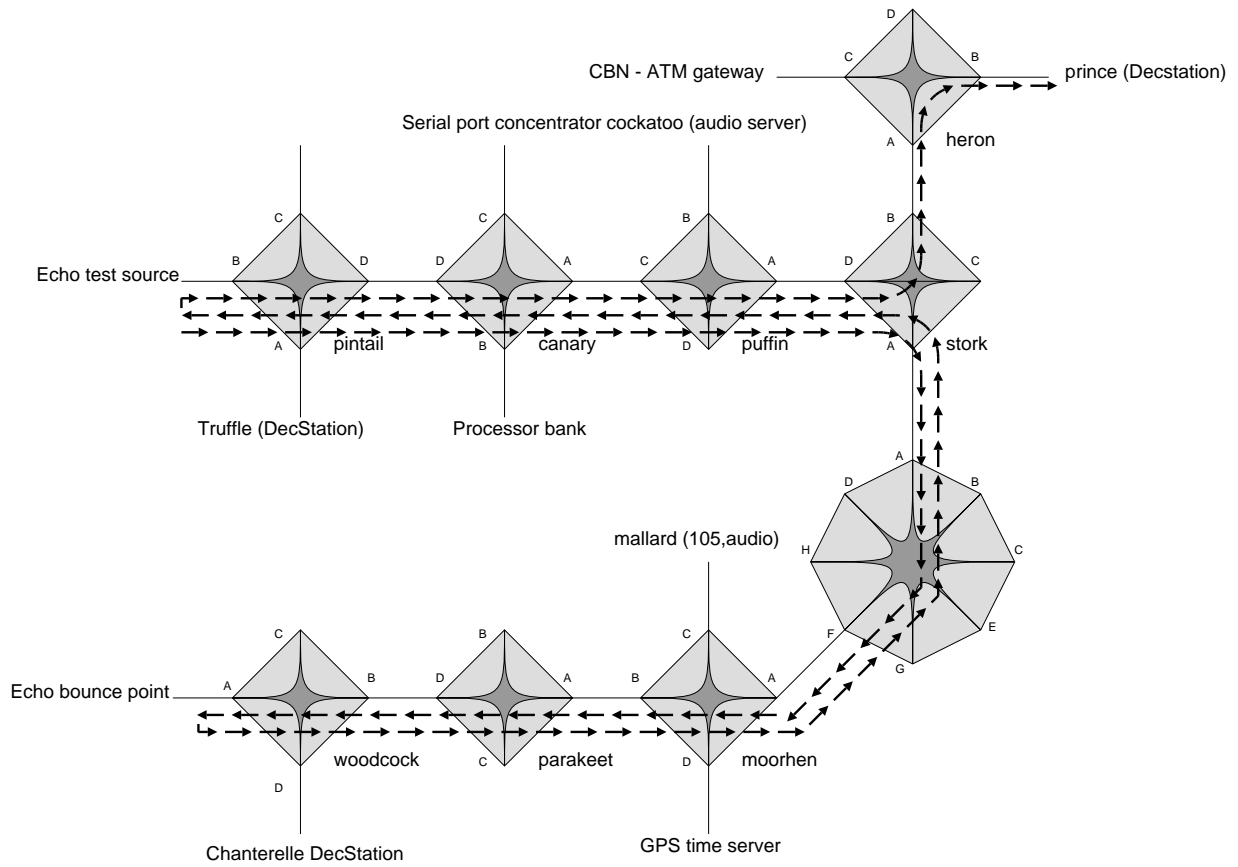 D
C
B
CBN - ATM gateway
prince (Decstation)
Serial port concentrator cockatoo (audio server)
A
heron
C
C
B
B
B
D
D
A
C
A
D
C
Echo test source
A
pintail
B
canary
D
puffin
A
stork
Truffle (DecStation)
Processor bank
A
D
B
mallard (105,audio)
H
C
C
B
C
F
E
G
Echo bounce point
A
B
D
A
B
A
woodcock
C
parakeet
D
moorhen
D
Chanterelle DecStation
GPS time server